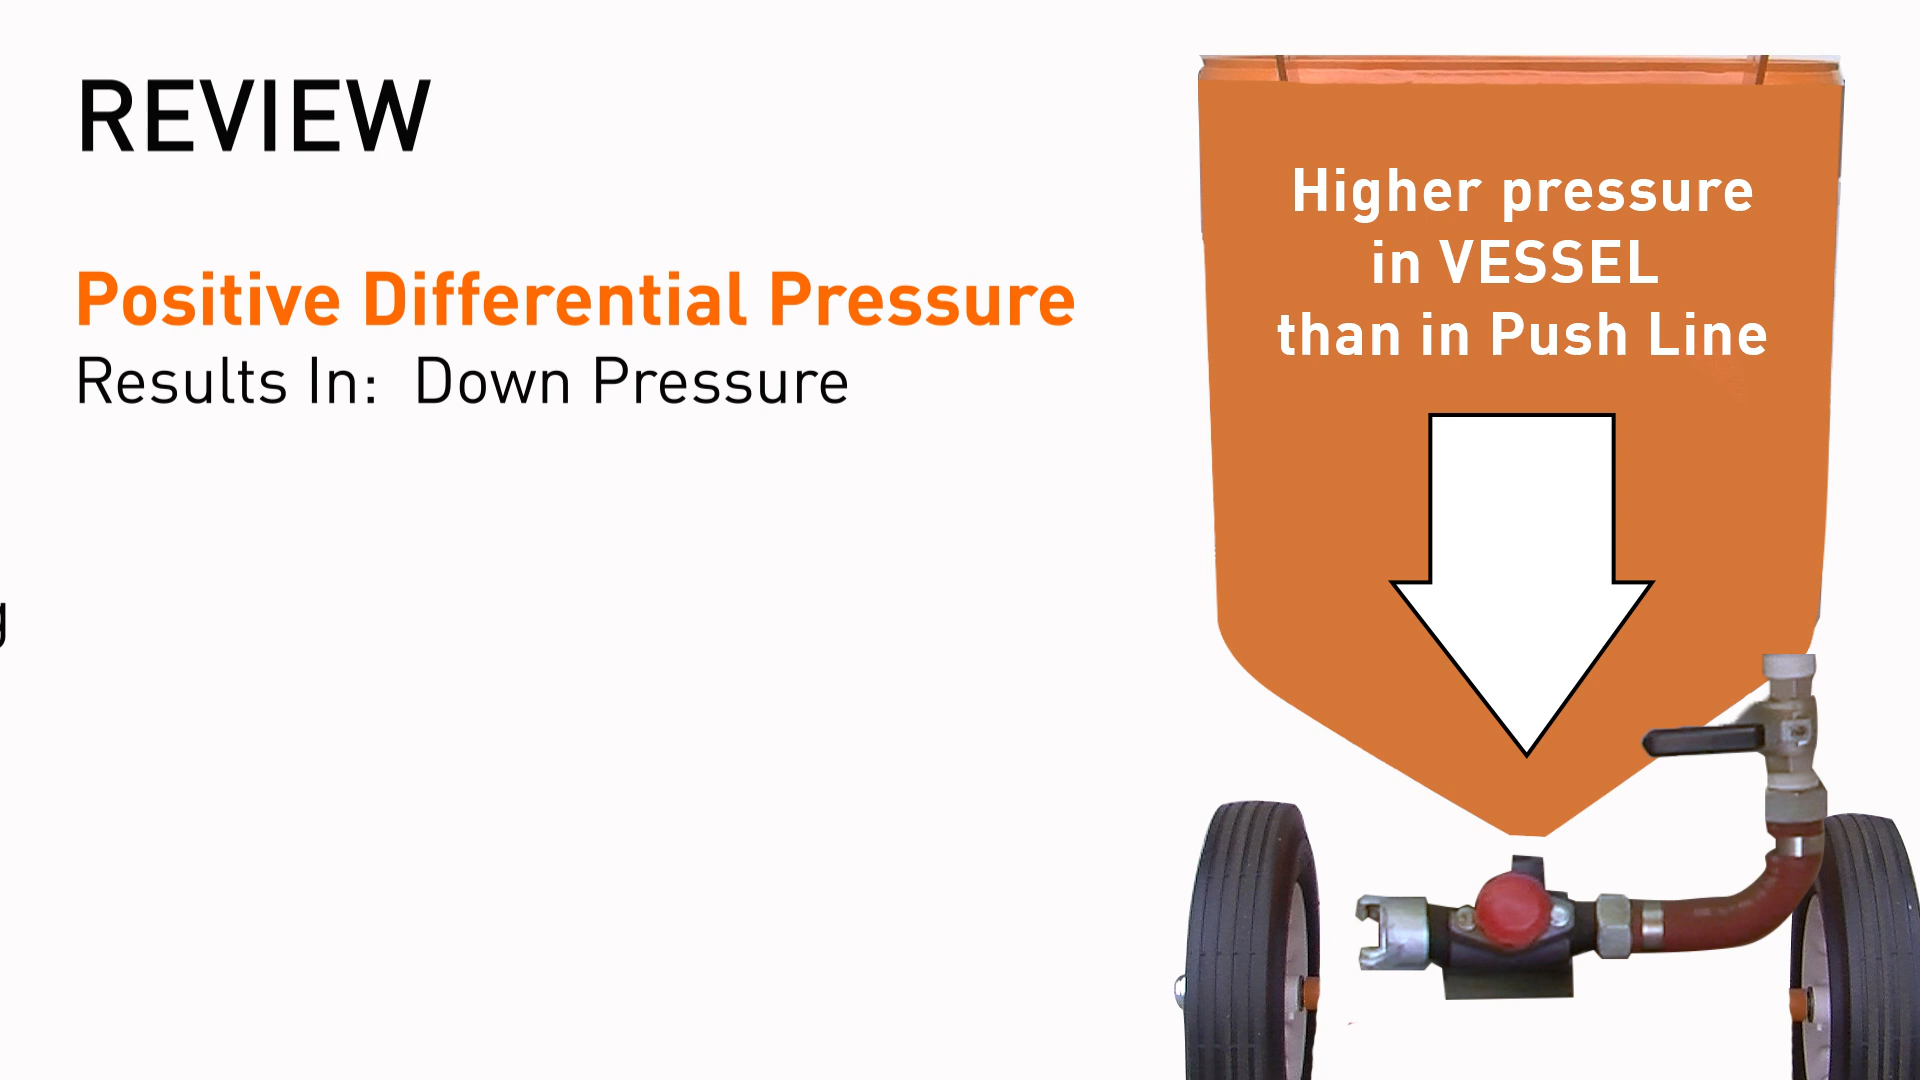 REVIEW
Positive Differential Pressure
Results In: Down Pressure
Higher pressure
in VESSEL
than in Push Line